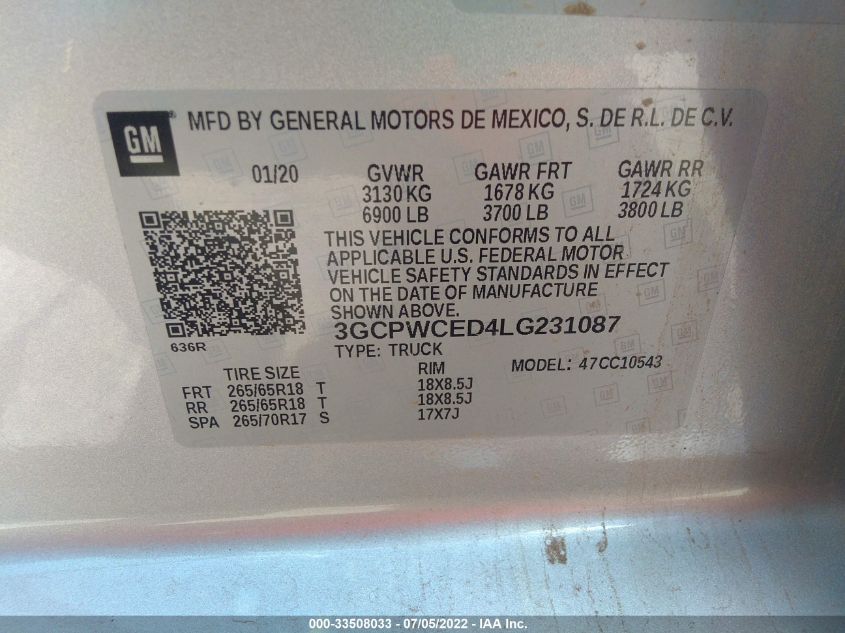 GM ® MFD BY GENERAL MOTORS DE MEXICO, S. DE R.L. DE C.V.
01/20 GVWR GAWR FRT GAWR RR
3130 KG 1678 KG 1724 KG
6900 LB 3700 LB 3800 LB
THIS VEHICLE CONFORMS TO ALL
APPLICABLE U.S. FEDERAL MOTOR
VEHICLE SAFETY STANDARDS IN EFFECT
ON THE DATE OF MANUFACTURE
SHOWN ABOVE.
3GCPWCED4LG231087
636R
TYPE: TRUCK MODEL: 47CC10543
TIRE SIZE RIM
FRT 265/65R18 T 18X8.5J
RR 265/65R18 T 18X8.5J
SPA 265/70R17 S 17X7J
000-33508033 - 07/05/2022 - IAA Inc.